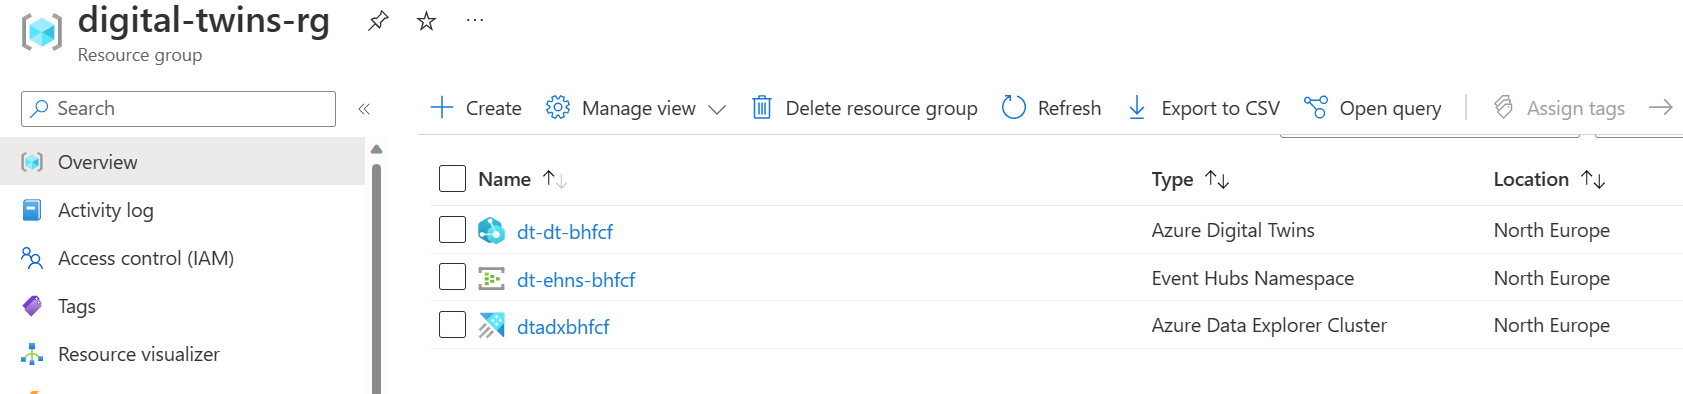 digital-twins-rg
Resource group
Search
Create
Manage view
Delete resource group
Refresh
Export to CSV
Open query
Assign tags
Overview
Activity log
Access control (IAM)
Tags
Resource visualizer
Name Type Location
dt-dt-bhfcf Azure Digital Twins North Europe
dt-ehns-bhfcf Event Hubs Namespace North Europe
dtadxbhfcf Azure Data Explorer Cluster North Europe